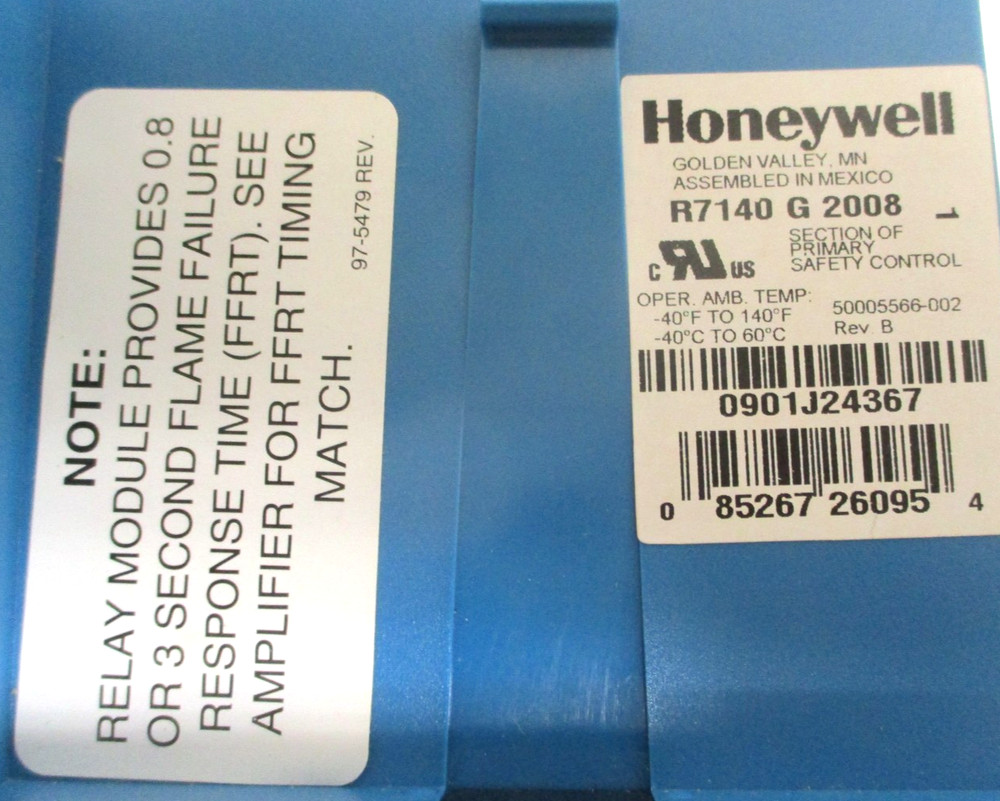 NOTE:
RELAY MODULE PROVIDES 0.8
OR 3 SECOND FLAME FAILURE
RESPONSE TIME (FFRT). SEE
AMPLIFIER FOR FFRT TIMING
MATCH.
97-5479 REV.
Honeywell
GOLDEN VALLEY, MN
ASSEMBLED IN MEXICO
R7140 G 2008 1
C RU US
SECTION OF
PRIMARY
SAFETY CONTROL
OPER. AMB. TEMP:
-40°F TO 140°F
-40°C TO 60°C
50005566-002
Rev. B
0901J24367
0 85267 26095 4